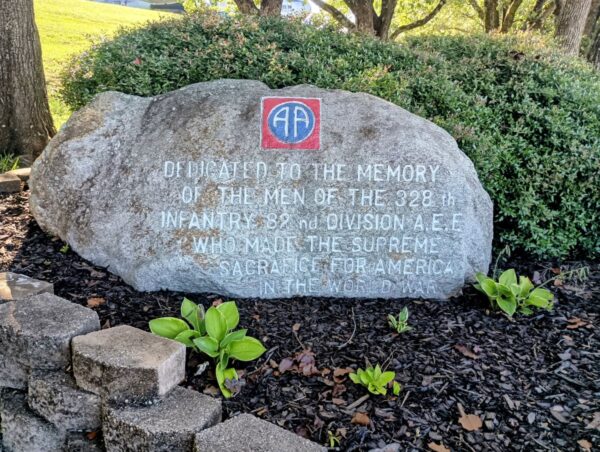 AA
DEDICATED TO THE MEMORY
OF THE MEN OF THE 328 th
INFANTRY 82 nd DIVISION A.E.F
WHO MADE THE SUPREME
SACRAFICE FOR AMERICA
IN THE WORLD WAR